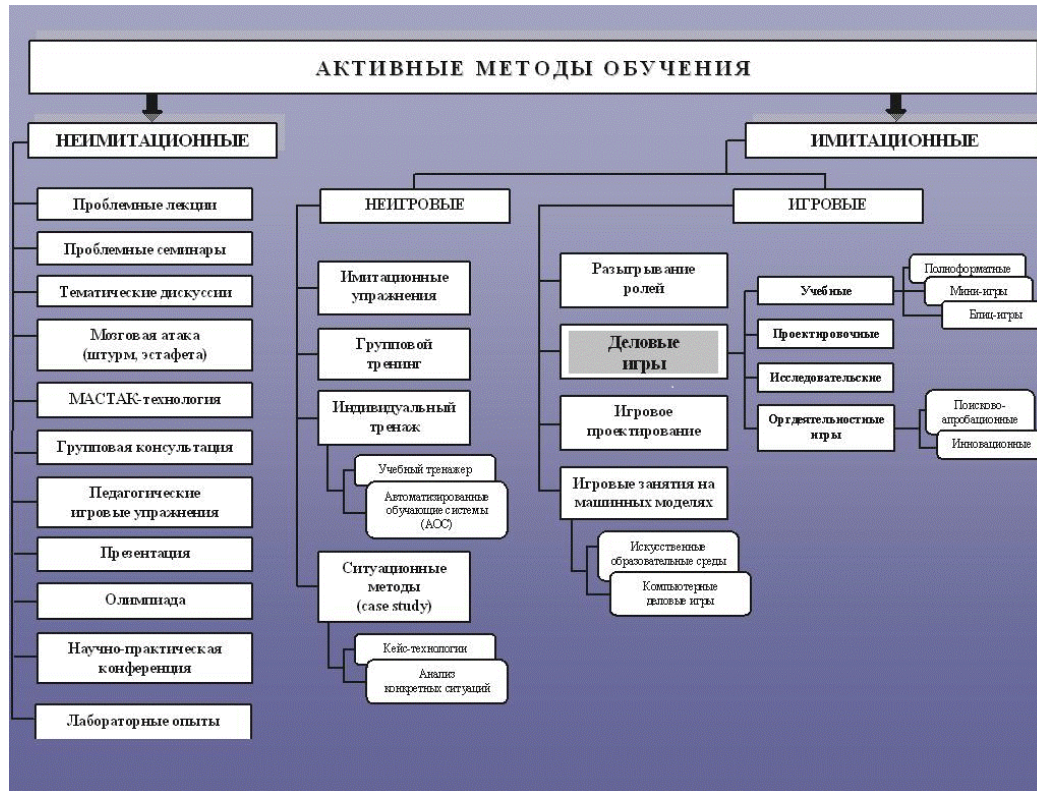 АКТИВНЫЕ МЕТОДЫ ОБУЧЕНИЯ
НЕИМИТАЦИОННЫЕ
ИМИТАЦИОННЫЕ
Проблемные лекции
Проблемные семинары
Тематические дискуссии
Мозговая атака
(штурм, эстафета)
МАСТАК-технология
Групповая консультация
Педагогические
игровые упражнения
Презентация
Олимпиада
Научно-практическая
конференция
Лабораторные опыты
НЕИГРОВЫЕ
Имитационные
упражнения
Групповой
тренинг
Индивидуальный
тренаж
Учебный тренажер
Автоматизированные
обучающие системы
(АОС)
Ситуационные
методы
(case study)
Кейс-технологии
Анализ
конкретных ситуаций
ИГРОВЫЕ
Разыгрывание
ролей
Деловые
игры
Игровое
проектирование
Игровые занятия на
машинных моделях
Искусственные
образовательные среды
Компьютерные
деловые игры
Учебные
Полноформатные
Мини-игры
Блиц-игры
Проектировочные
Исследовательские
Оргдеятельностные
игры
Поисково-
апробационные
Инновационные